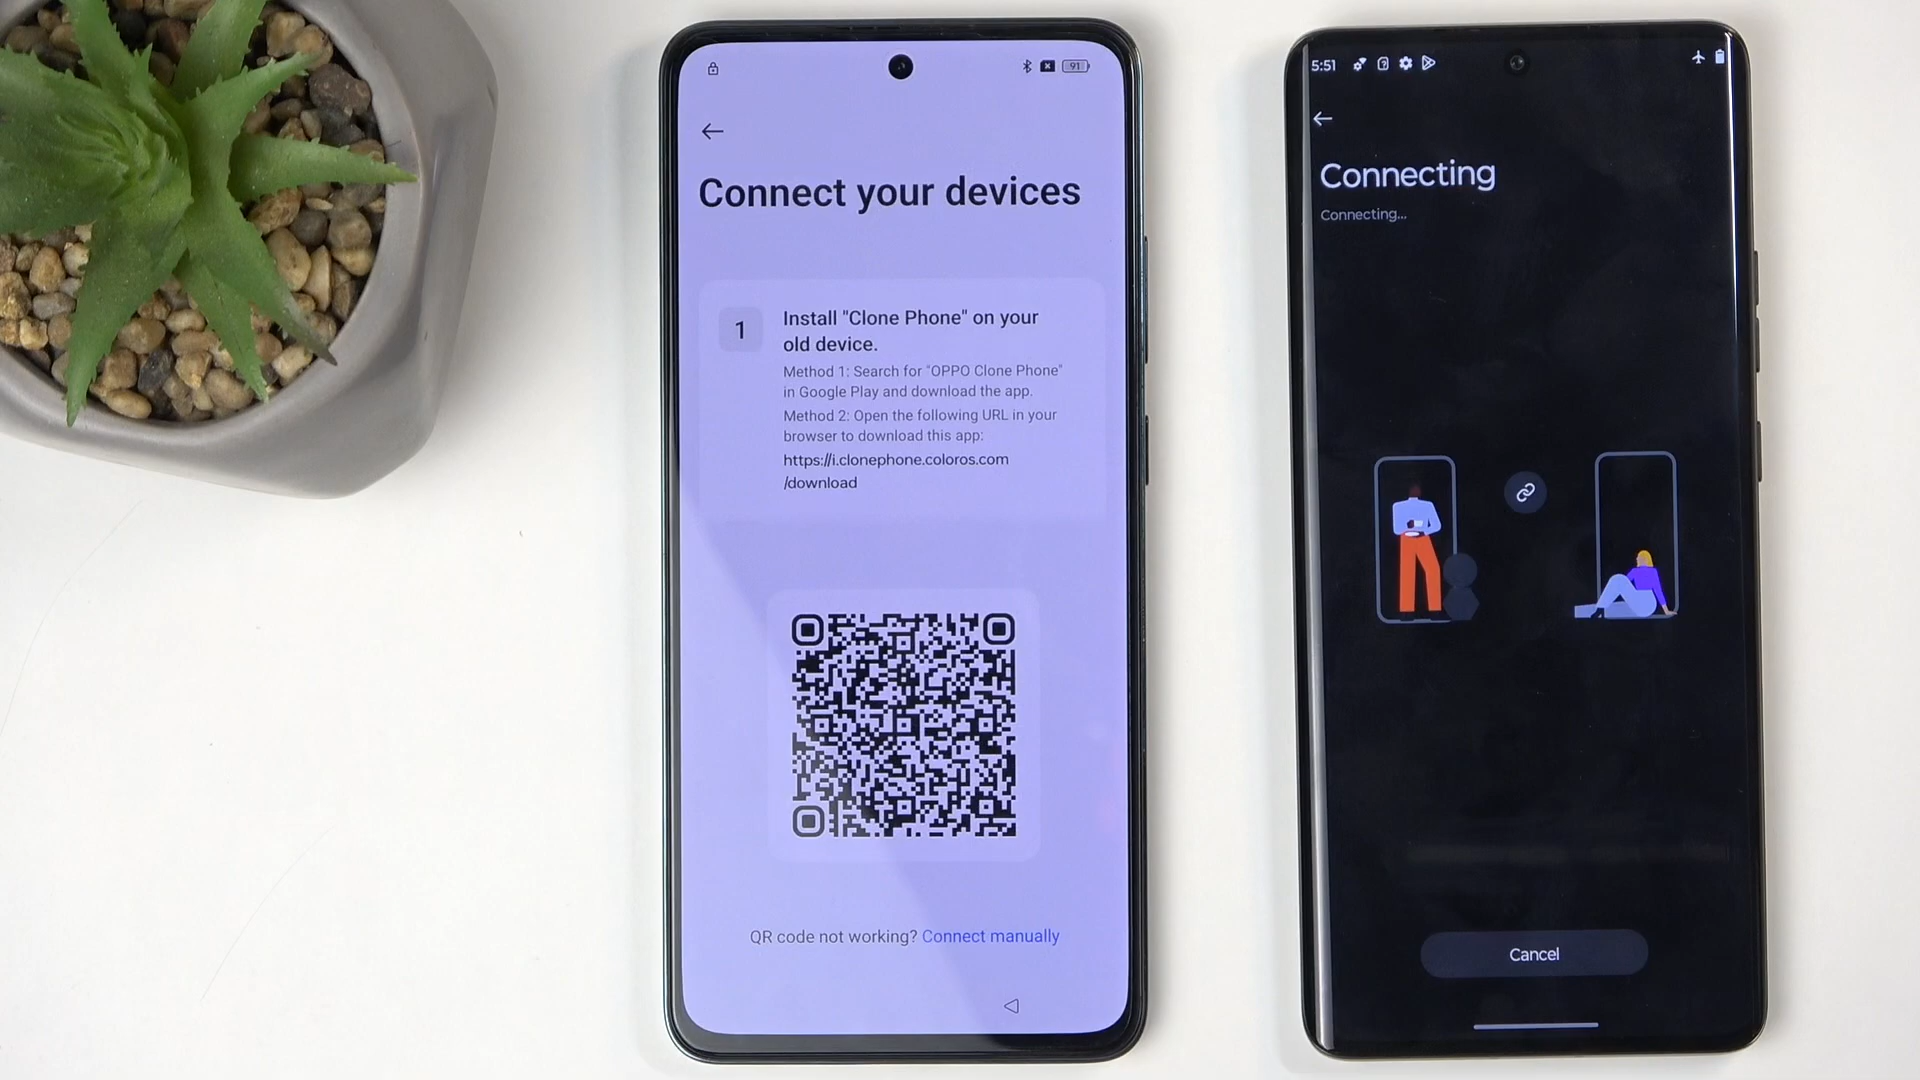 91
Connect your devices
1
Install "Clone Phone" on your
old device.
Method 1: Search for "OPPO Clone Phone"
in Google Play and download the app.
Method 2: Open the following URL in your
browser to download this app:
https://i.clonephone.coloros.com
/download
QR code not working? Connect manually
5:51
Connecting
Connecting...
Cancel